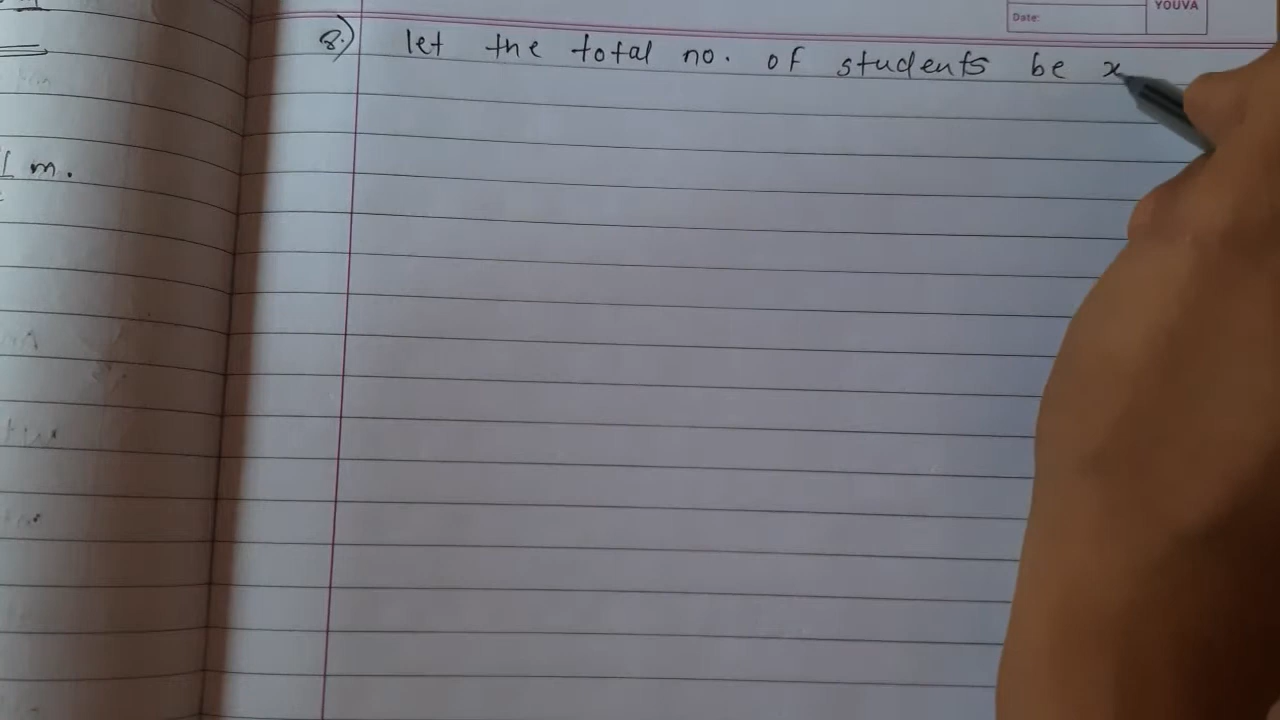 YOUVA
Date:
8.) let the total no. of students be x
m.